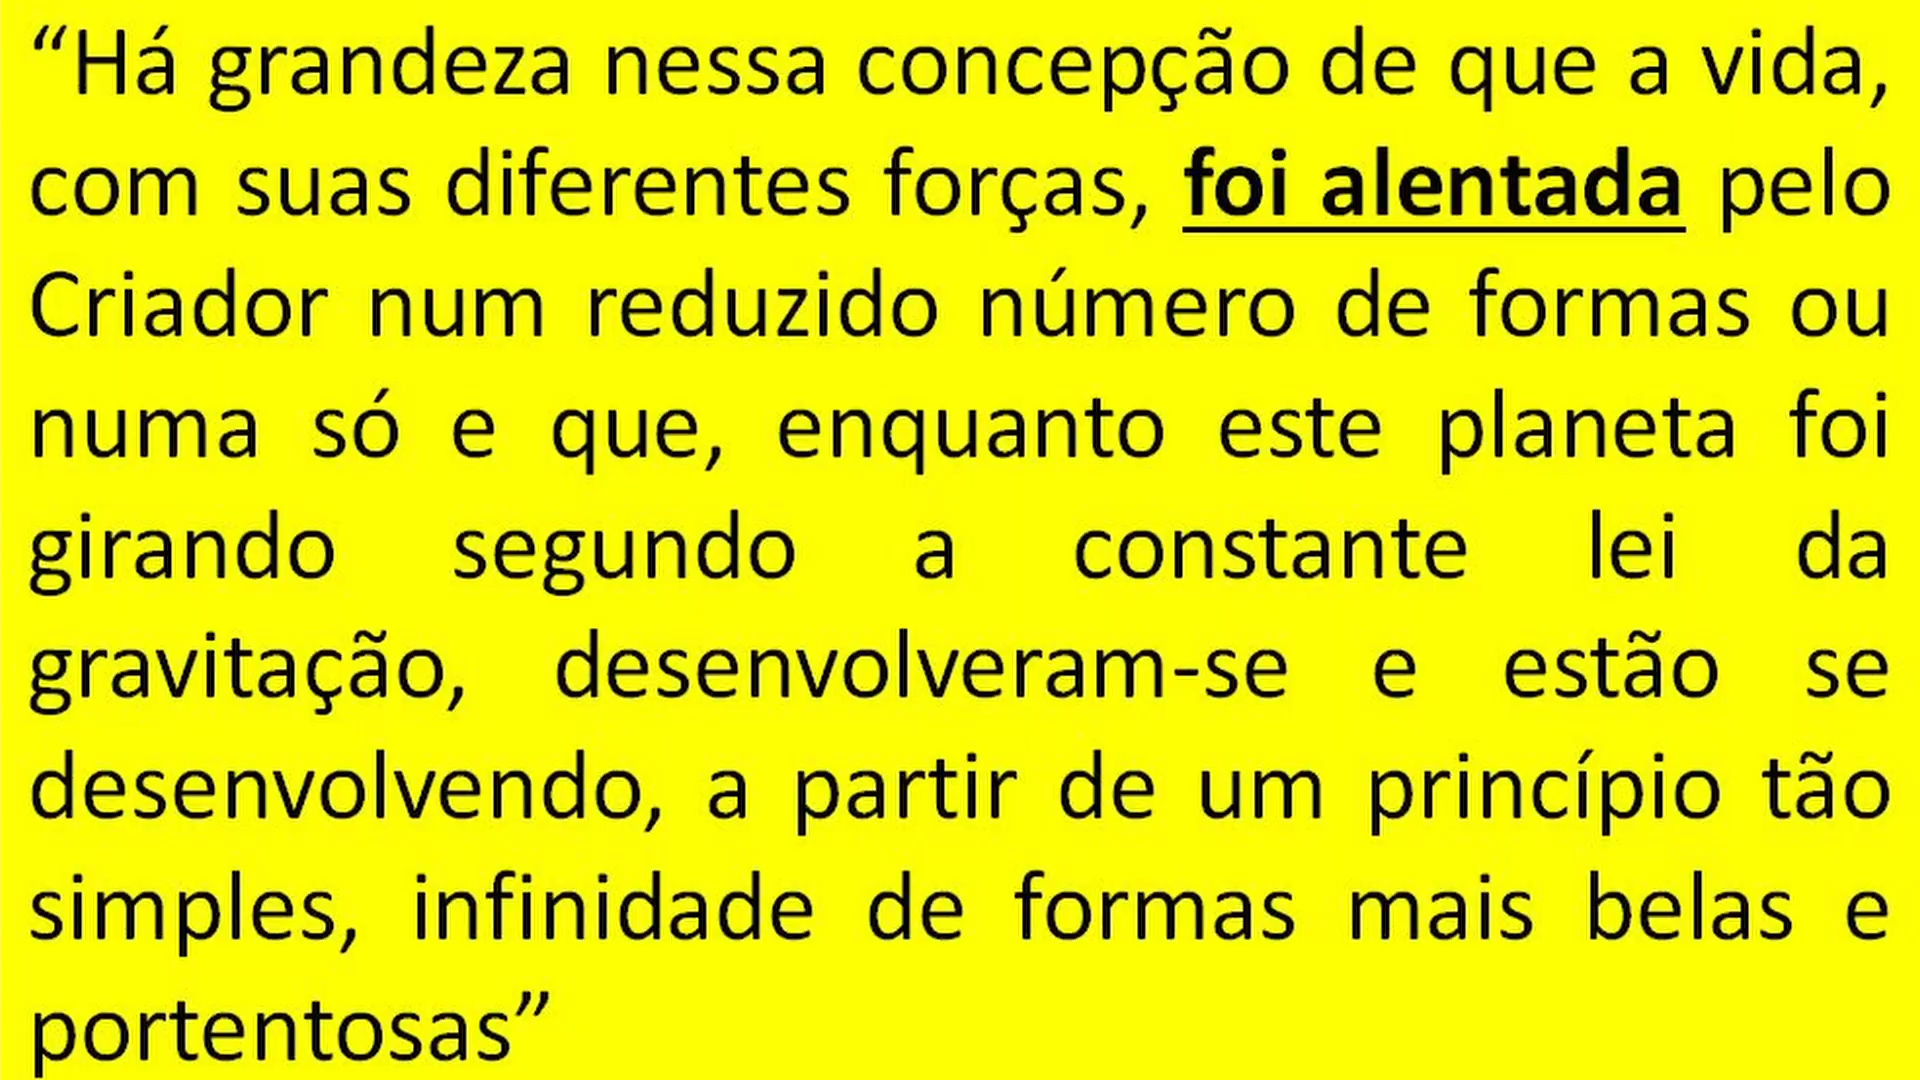 “Há grandeza nessa concepção de que a vida,
com suas diferentes forças, foi alentada pelo
Criador num reduzido número de formas ou
numa só e que, enquanto este planeta foi
girando segundo a constante lei da
gravitação, desenvolveram-se e estão se
desenvolvendo, a partir de um princípio tão
simples, infinidade de formas mais belas e
portentosas”